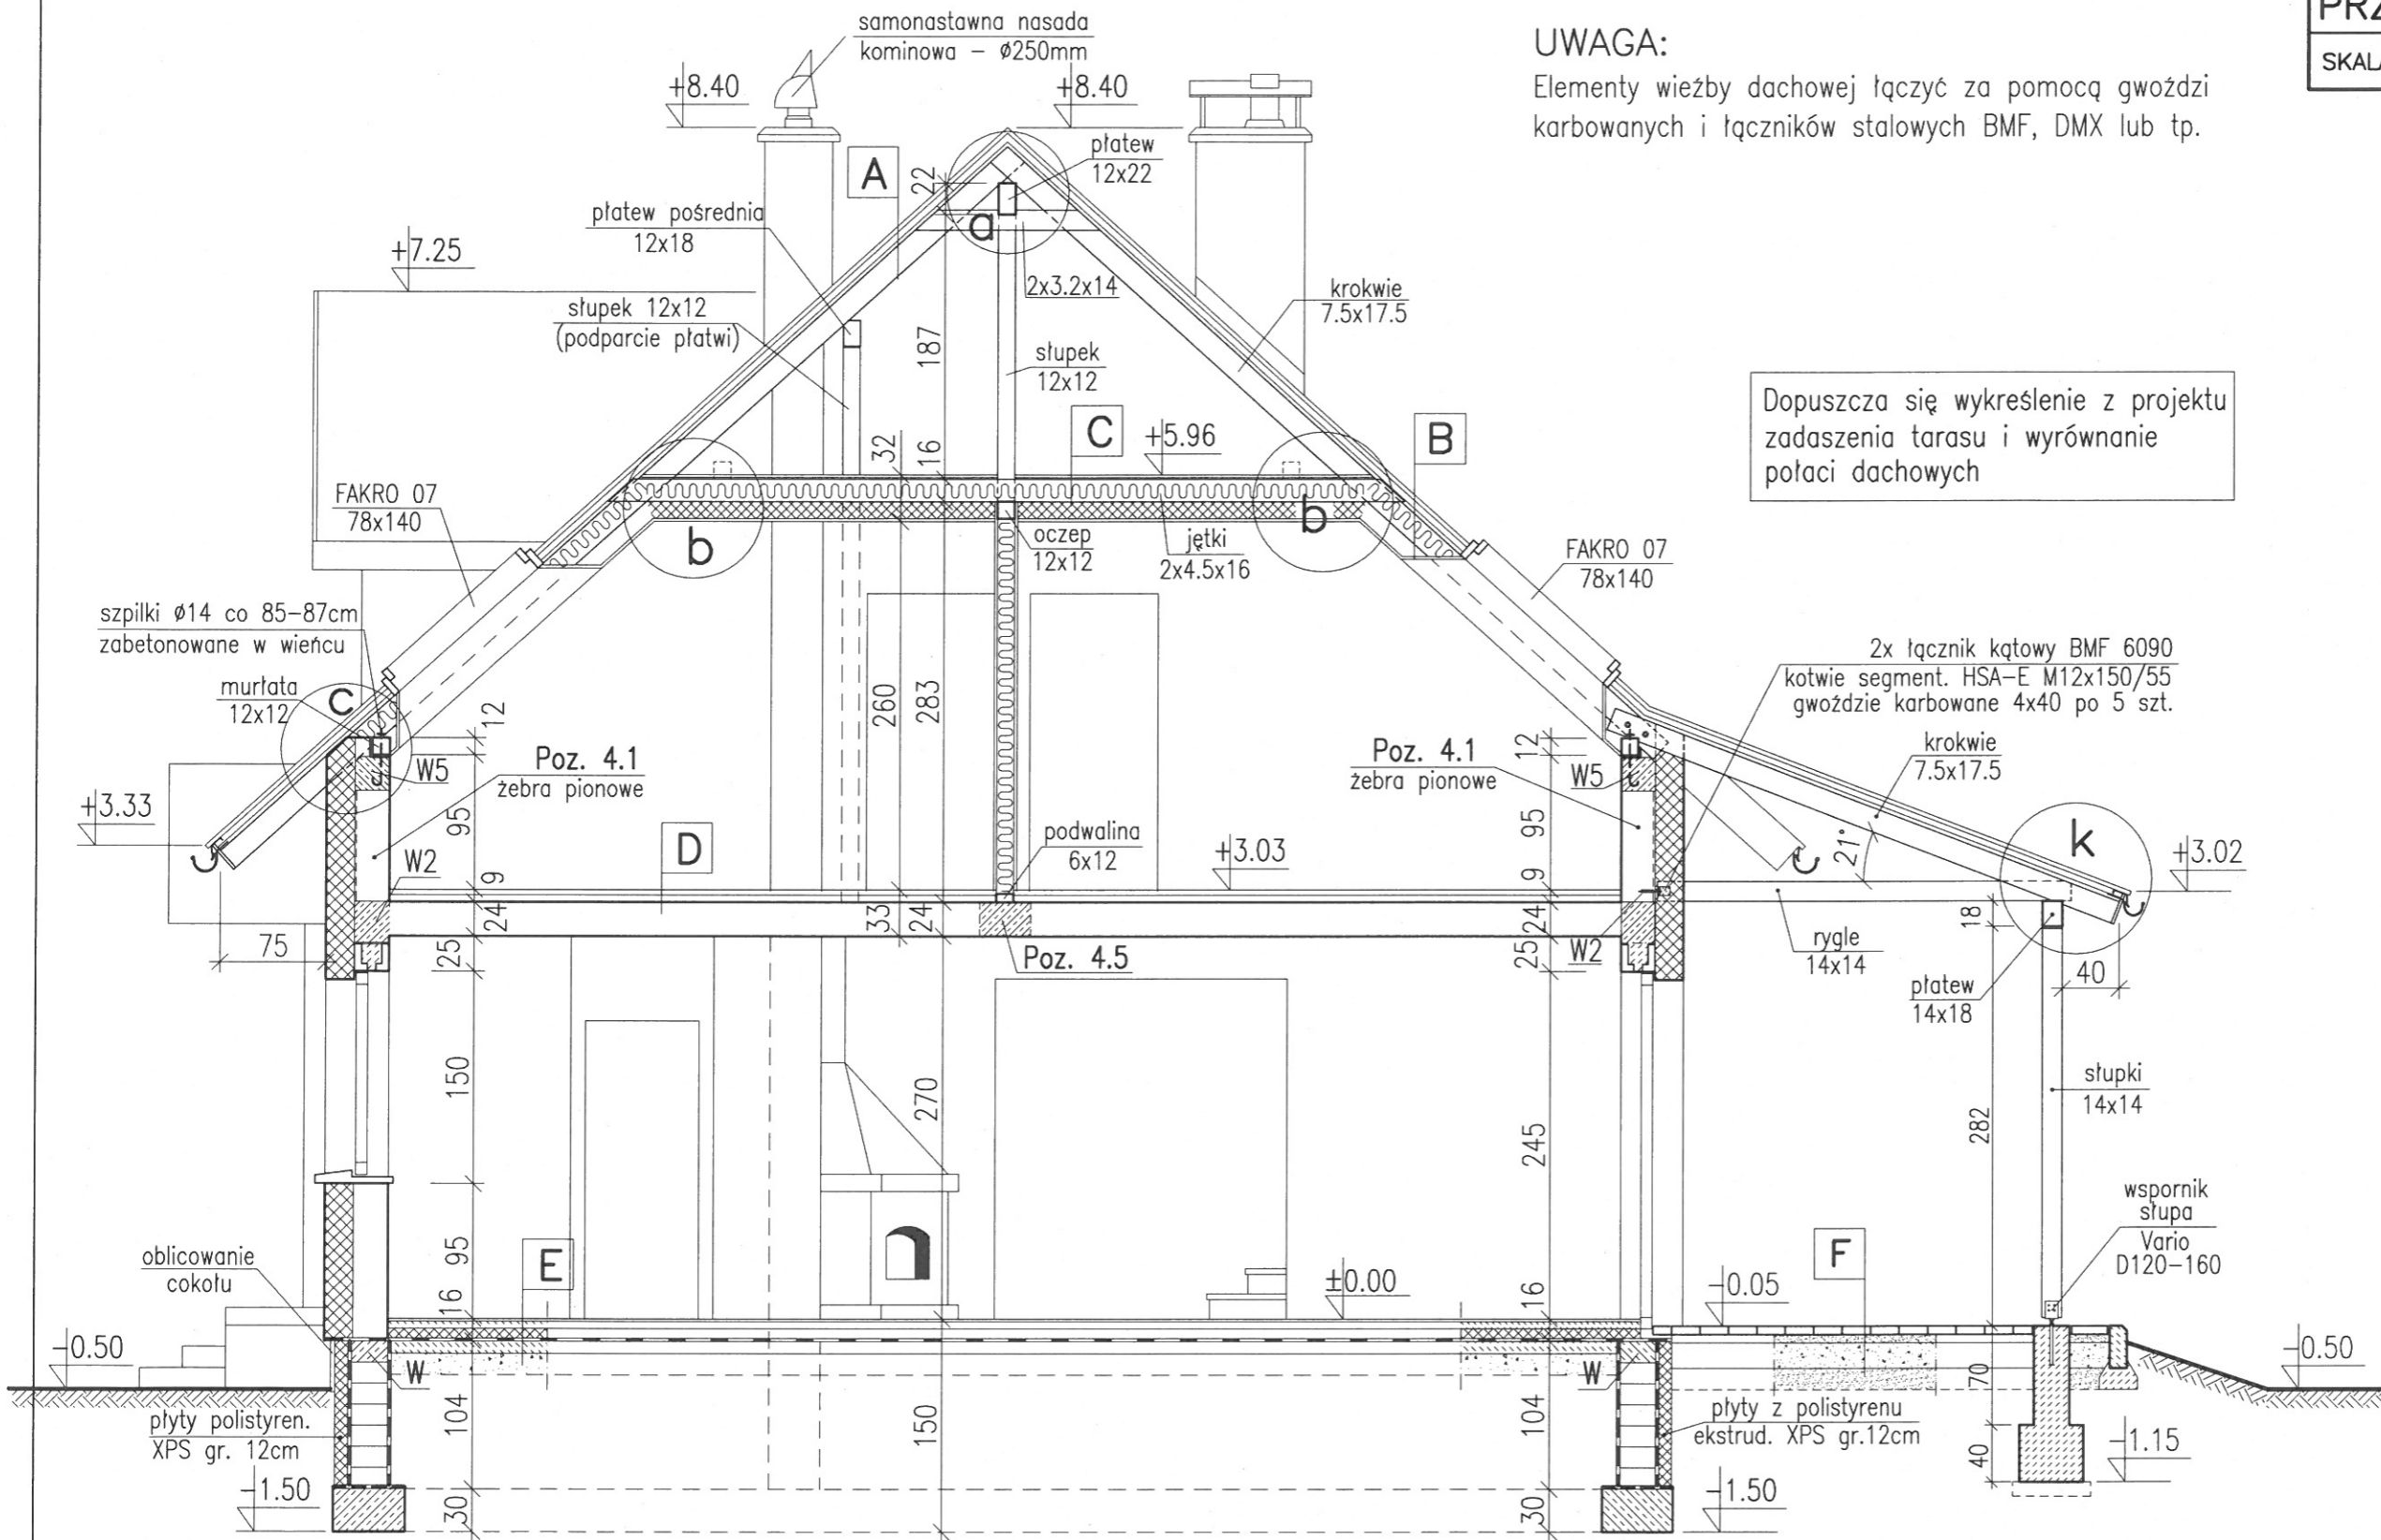 samonastawna nasada
kominowa – ø250mm
UWAGA:
Elementy wieźby dachowej łączyć za pomocą gwoździ
karbowanych i łączników stalowych BMF, DMX lub tp.
SKALA
+8.40
+8.40
A
płatew
12x22
22
a
płatew pośrednia
12x18
+7.25
słupek 12x12
(podparcie płatwi)
2x3.2x14
krokwie
7.5x17.5
187
słupek
12x12
Dopuszcza się wykreślenie z projektu
zadaszenia tarasu i wyrównanie
połaci dachowych
32
16
C
+5.96
B
FAKRO 07
78x140
b
b
oczep
12x12
jętki
2x4.5x16
FAKRO 07
78x140
szpilki ø14 co 85–87cm
zabetonowane w wieńcu
murłata
12x12
c
2x łącznik kątowy BMF 6090
kotwie segment. HSA–E M12x150/55
gwoździe karbowane 4x40 po 5 szt.
260
283
12
12
W5
Poz. 4.1
żebra pionowe
Poz. 4.1
żebra pionowe
W5
krokwie
7.5x17.5
+3.33
95
95
W2
D
podwalina
6x12
+3.03
21°
k
+3.02
9
9
24
33
24
24
18
75
25
Poz. 4.5
25
W2
rygle
14x14
płatew
14x18
40
150
270
245
282
słupki
14x14
wspornik
słupa
Vario
D120–160
oblicowanie
cokołu
95
E
±0.00
F
–0.05
16
16
–0.50
–0.50
W
W
104
150
104
70
płyty polistyren.
XPS gr. 12cm
płyty z polistyrenu
ekstrud. XPS gr.12cm
40
–1.15
–1.50
–1.50
30
30